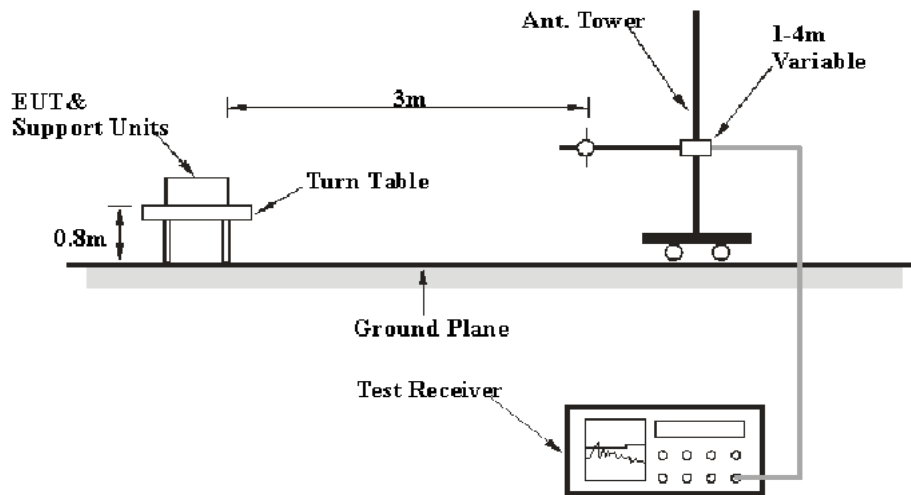 Ant. Tower
1-4m
Variable
3m
EUT&
Support Units
Turn Table
0.8m
Ground Plane
Test Receiver